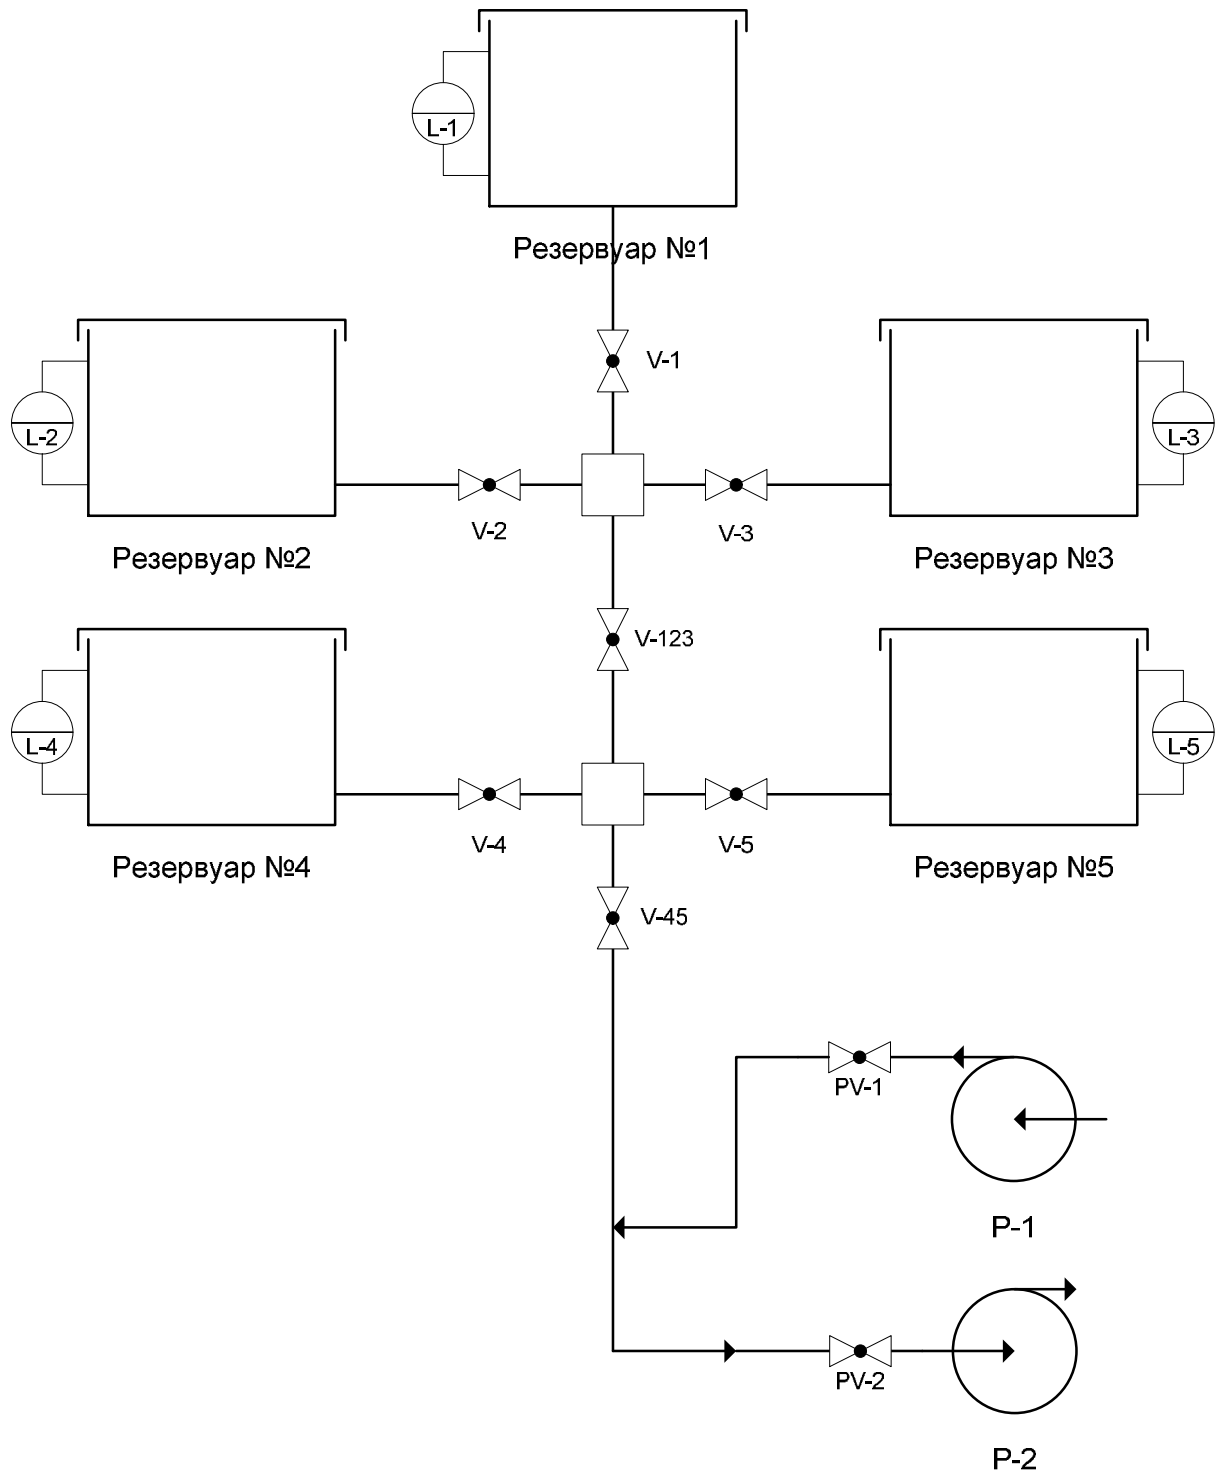 L-1
Резервуар №1
V-1
L-2
L-3
V-2
V-3
Резервуар №2
Резервуар №3
V-123
L-4
L-5
V-4
V-5
Резервуар №4
Резервуар №5
V-45
PV-1
P-1
PV-2
P-2